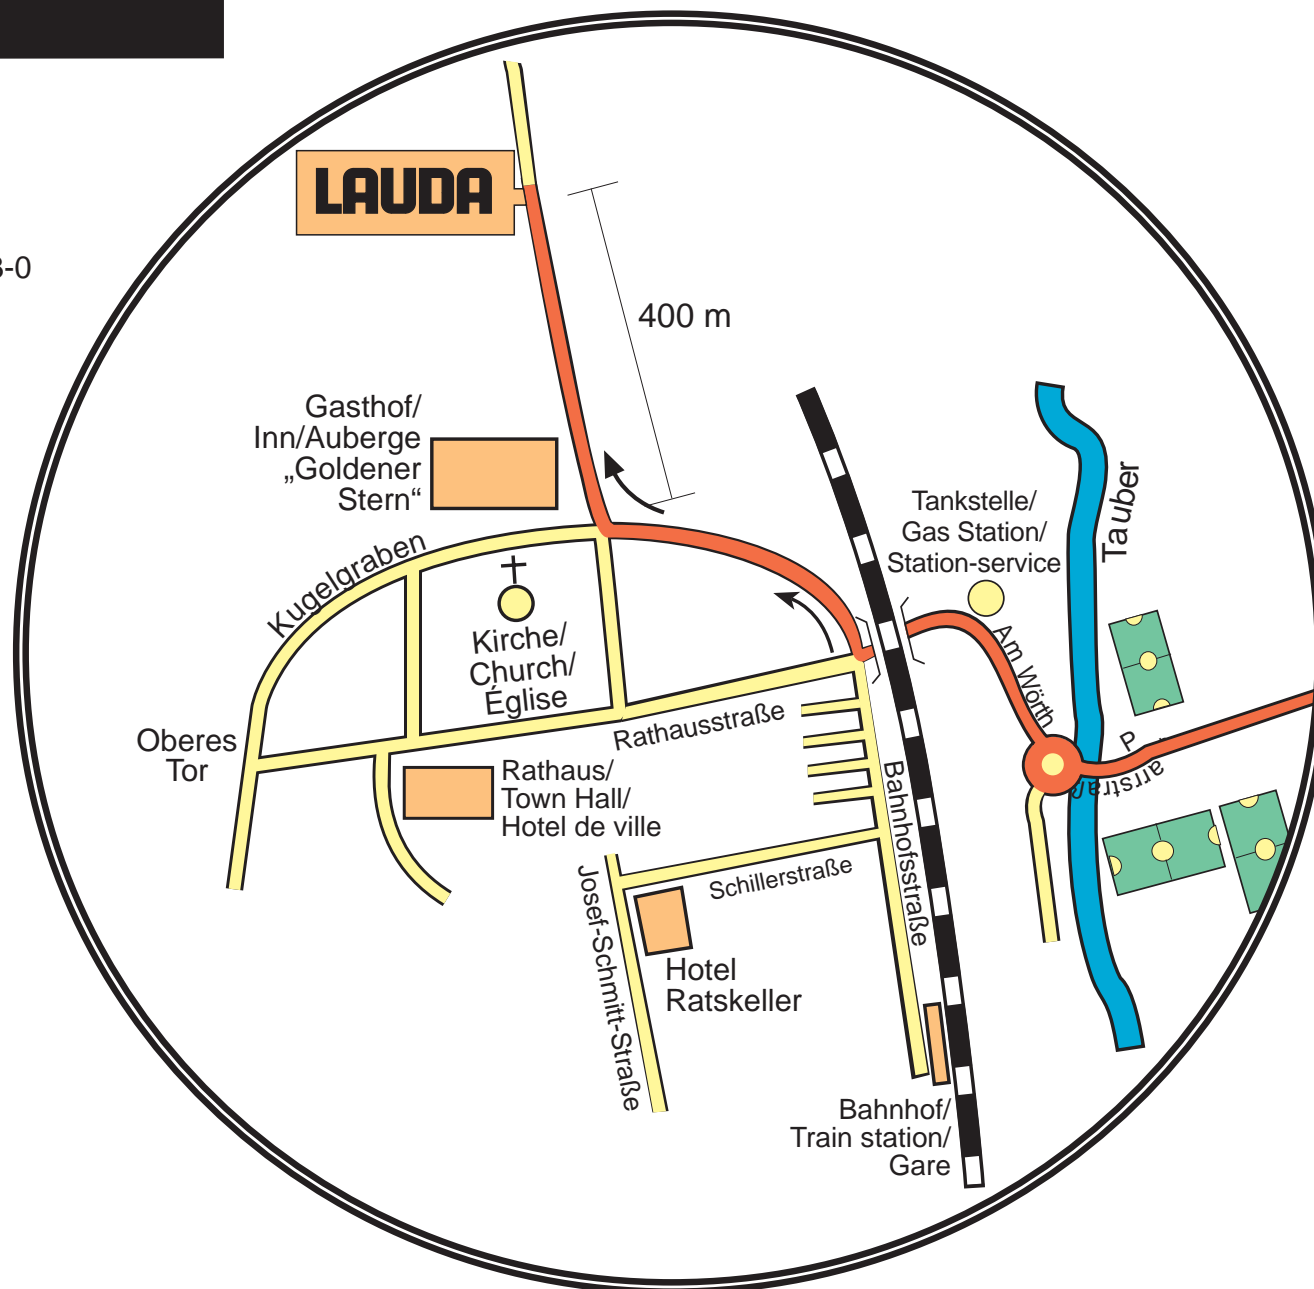 LAUDA
3-0
400 m
Gasthof/
Inn/Auberge
„Goldener
Stern“
Tankstelle/
Gas Station/
Station-service
Tauber
Kugelgraben
Kirche/
Church/
Église
Am Wörth
Rathausstraße
Oberes
Tor
Rathaus/
Town Hall/
Hotel de ville
Bahnhofsstraße
Schillerstraße
Josef-Schmitt-Straße
Hotel
Ratskeller
Bahnhof/
Train station/
Gare